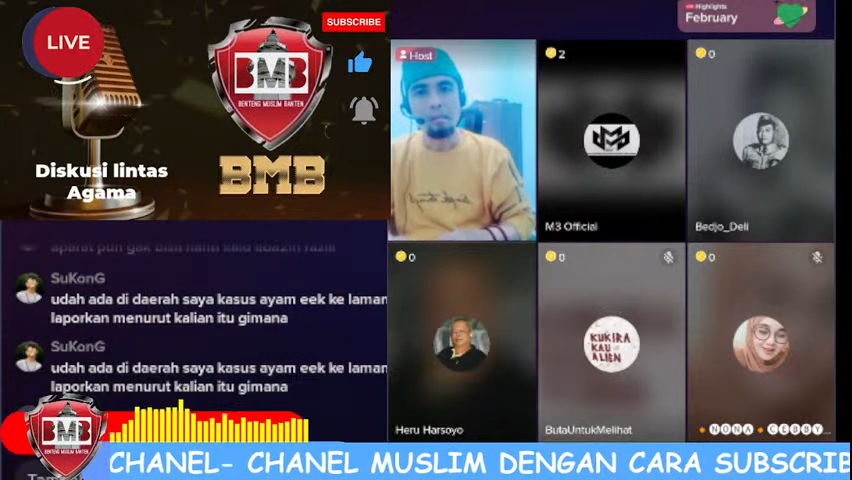 LIVE
BMB
BENTENG MUSLIM BANTEN
BMB
SUBSCRIBE
Diskusi lintas
Agama
Highlights
February
Host
2
0
M3 Official
Bedjo_Deli
0
0
0
KUKIRA
KAU
ALIEN
Heru Harsoyo
ButaUntukMelihat
NONA CEBBY...
SuKonG
udah ada di daerah saya kasus ayam eek ke laman
laporkan menurut kalian itu gimana
SuKonG
udah ada di daerah saya kasus ayam eek ke laman
laporkan menurut kalian itu gimana
BMB
CHANEL- CHANEL MUSLIM DENGAN CARA SUBSCRIB